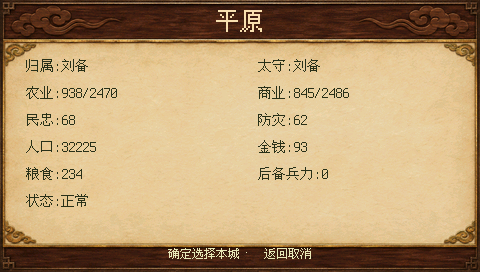 平原
归属:刘备 太守:刘备
农业:938/2470 商业:845/2486
民忠:68 防灾:62
人口:32225 金钱:93
粮食:234 后备兵力:0
状态:正常
确定选择本城· 返回取消